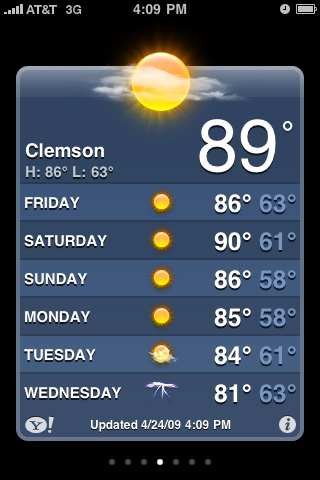 AT&T 3G 4:09 PM
89°
Clemson
H: 86° L: 63°
FRIDAY 86° 63°
SATURDAY 90° 61°
SUNDAY 86° 58°
MONDAY 85° 58°
TUESDAY 84° 61°
WEDNESDAY 81° 63°
Y! Updated 4/24/09 4:09 PM i